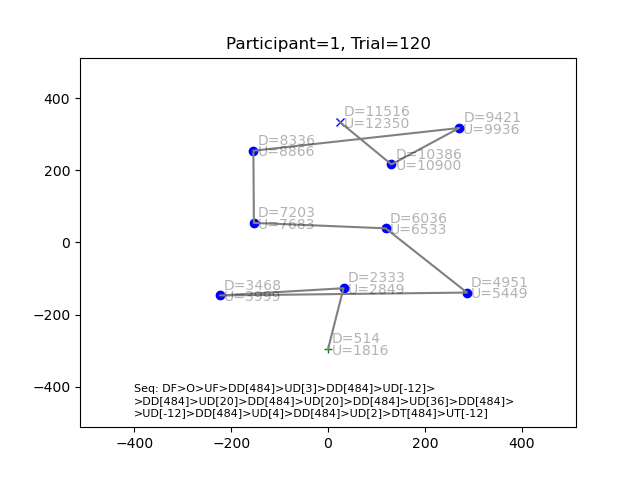 Participant=1, Trial=120
400
200
0
−200
−400
−400
−200
0
200
400
D=11516
U=12350
D=9421
U=9936
D=8336
U=8866
D=10386
U=10900
D=7203
U=7683
D=6036
U=6533
D=2333
U=2849
D=3468
U=3999
D=4951
U=5449
D=514
U=1816
Seq: DF>O>UF>DD[484]>UD[3]>DD[484]>UD[-12]>
>DD[484]>UD[20]>DD[484]>UD[20]>DD[484]>UD[36]>DD[484]>
>UD[-12]>DD[484]>UD[4]>DD[484]>UD[2]>DT[484]>UT[-12]